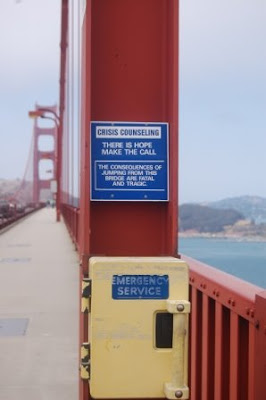 CRISIS COUNSELING
THERE IS HOPE
MAKE THE CALL
THE CONSEQUENCES OF
JUMPING FROM THIS
BRIDGE ARE FATAL
AND TRAGIC.
EMERGENCY
SERVICE